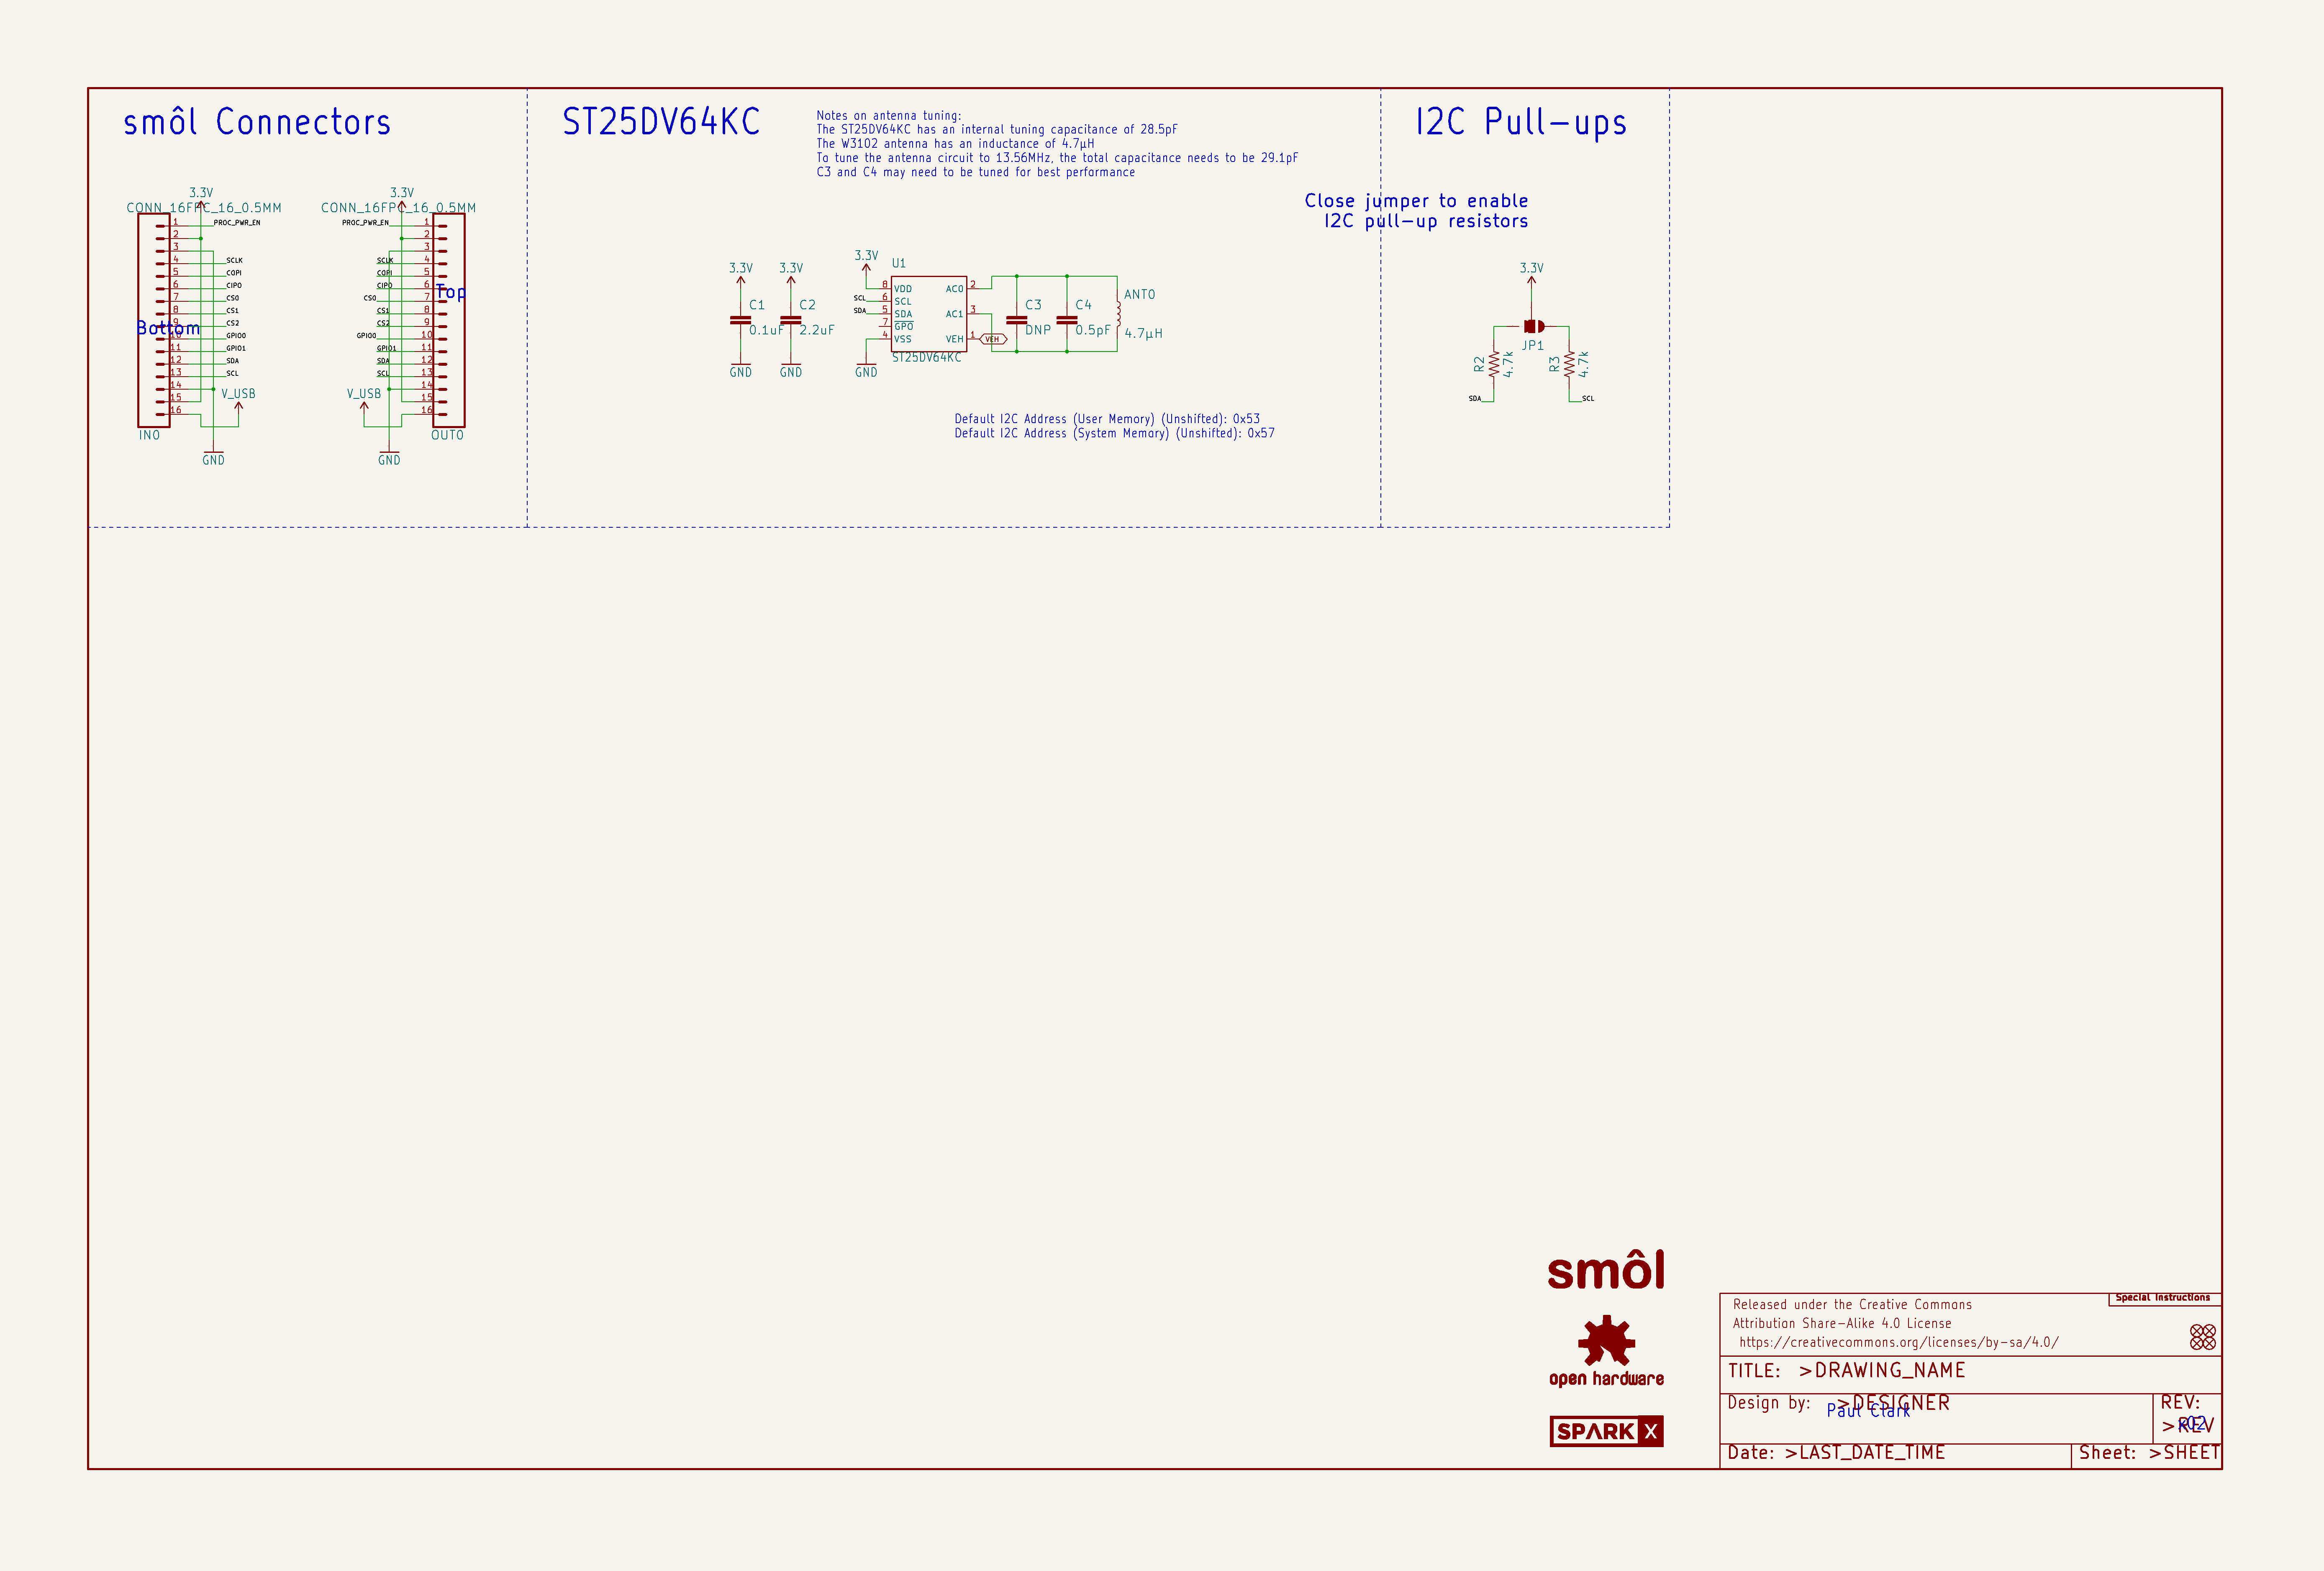 smôl Connectors
ST25DV64KC
Notes on antenna tuning:
The ST25DV64KC has an internal tuning capacitance of 28.5pF
The W3102 antenna has an inductance of 4.7µH
To tune the antenna circuit to 13.56MHz, the total capacitance needs to be 29.1pF
C3 and C4 may need to be tuned for best performance
I2C Pull-ups
Close jumper to enable
I2C pull-up resistors
3.3V
CONN_16FPC_16_0.5MM
1 PROC_PWR_EN
2
3
4 SCLK
5 COPI
6 CIPO
7 CS0
8 CS1
9 CS2
10 GPIO0
11 GPIO1
12 SDA
13 SCL
14
15
16
Bottom
V_USB
IN0
GND
3.3V
CONN_16FPC_16_0.5MM
PROC_PWR_EN 1
2
3
SCLK 4
COPI 5
CIPO 6
CS0 7
CS1 8
CS2 9
GPIO0 10
GPIO1 11
SDA 12
SCL 13
14
15
16
Top
V_USB
OUT0
GND
3.3V
C1
0.1uF
GND
3.3V
C2
2.2uF
GND
3.3V
U1
8 VDD
SCL 6 SCL
SDA 5 SDA
7 GPO
4 VSS
AC0 2
AC1 3
VEH 1 VEH
ST25DV64KC
GND
C3
DNP
C4
0.5pF
ANT0
4.7µH
Default I2C Address (User Memory) (Unshifted): 0x53
Default I2C Address (System Memory) (Unshifted): 0x57
3.3V
JP1
R2
4.7k
R3
4.7k
SDA
SCL
smôl
open hardware
SPARK X
Special Instructions
Released under the Creative Commons
Attribution Share-Alike 4.0 License
https://creativecommons.org/licenses/by-sa/4.0/
TITLE: >DRAWING_NAME
Design by: >DESIGNER
Paul Clark
REV:
>REV
x02
Date: >LAST_DATE_TIME
Sheet: >SHEET